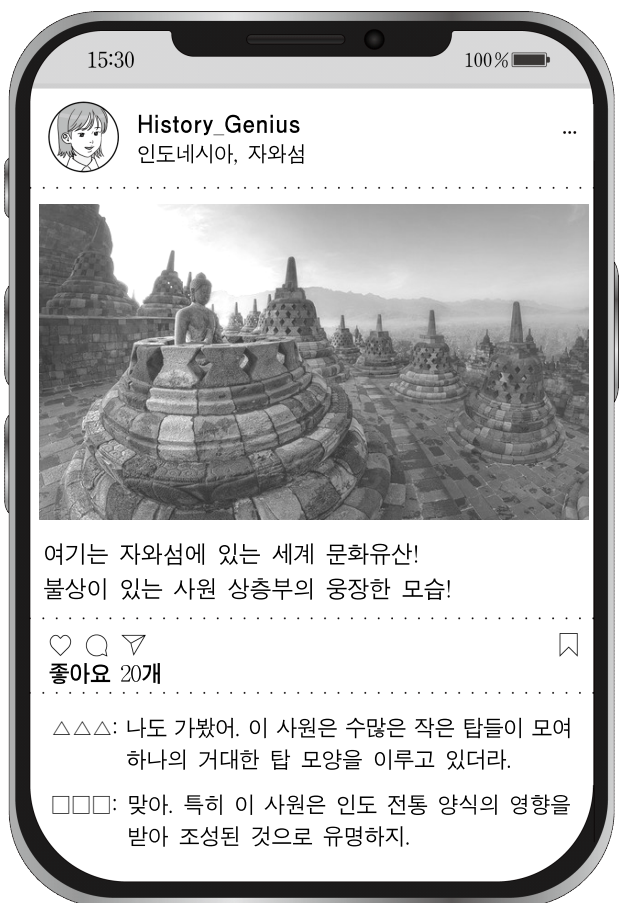 15:30
100%
History_Genius
인도네시아, 자와섬
여기는 자와섬에 있는 세계 문화유산!
불상이 있는 사원 상층부의 웅장한 모습!
좋아요 20개
△△△: 나도 가봤어. 이 사원은 수많은 작은 탑들이 모여
하나의 거대한 탑 모양을 이루고 있더라.
□□□: 맞아. 특히 이 사원은 인도 전통 양식의 영향을
받아 조성된 것으로 유명하지.